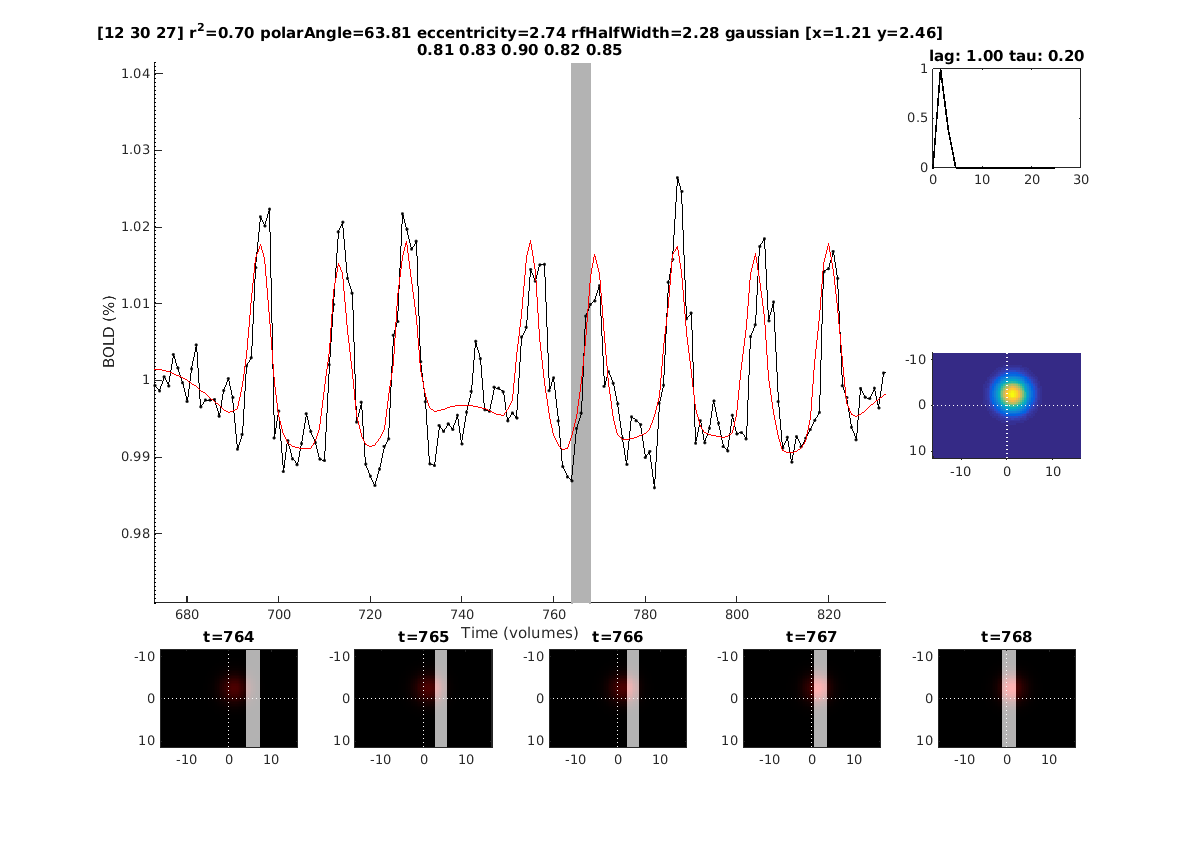 [12 30 27] r2=0.70 polarAngle=63.81 eccentricity=2.74 rfHalfWidth=2.28 gaussian [x=1.21 y=2.46]
0.81 0.83 0.90 0.82 0.85
lag: 1.00 tau: 0.20
1.04
1.03
1.02
1.01
1
0.99
0.98
BOLD (%)
680 700 720 740 760 780 800 820
Time (volumes)
1
0.5
0
0 10 20 30
-10
0
10
-10 0 10
t=764 t=765 t=766 t=767 t=768
-10 -10 -10 -10 -10
0 0 0 0 0
10 10 10 10 10
-10 0 10 -10 0 10 -10 0 10 -10 0 10 -10 0 10